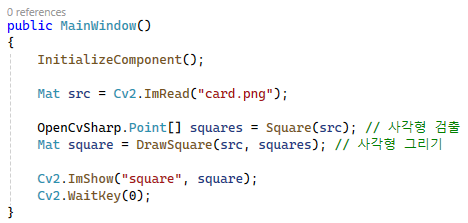 0 references
public MainWindow()
{
    InitializeComponent();

    Mat src = Cv2.ImRead("card.png");

    OpenCvSharp.Point[] squares = Square(src); // 사각형 검출
    Mat square = DrawSquare(src, squares); // 사각형 그리기

    Cv2.ImShow("square", square);
    Cv2.WaitKey(0);
}